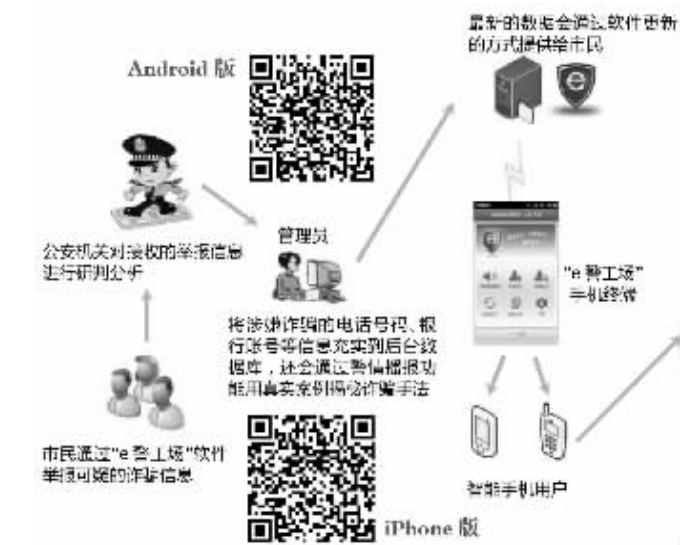 最新的数据会通过软件更新
的方式提供给市民
Android 版
管理员
公安机关对接收的举报信息
进行研判分析
"e 警工场"
手机终端
将涉嫌诈骗的电话号码、银
行账号等信息充实到后台数
据库，还会通过警情播报功
能用真实案例揭秘诈骗手法
市民通过"e 警工场"软件
举报可疑的诈骗信息
智能手机用户
iPhone 版